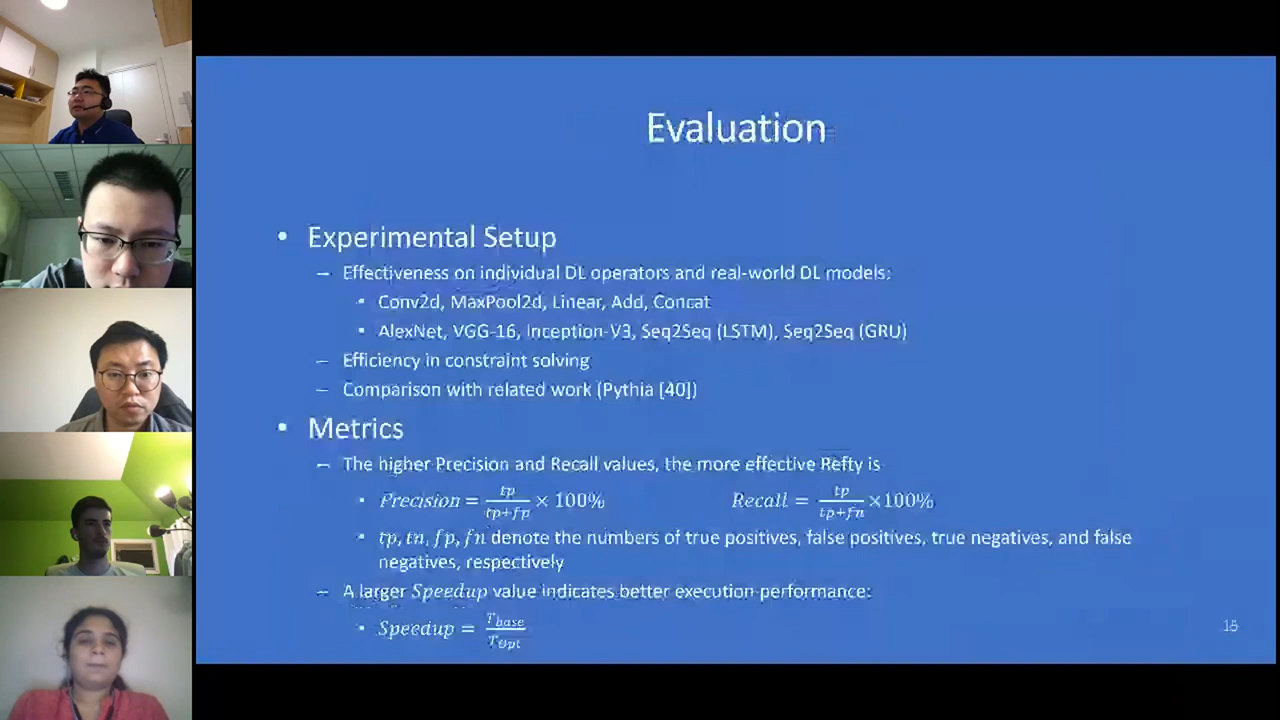 Evaluation
• Experimental Setup
– Effectiveness on individual DL operators and real-world DL models:
• Conv2d, MaxPool2d, Linear, Add, Concat
• AlexNet, VGG-16, Inception-V3, Seq2Seq (LSTM), Seq2Seq (GRU)
– Efficiency in constraint solving
– Comparison with related work (Pythia [40])
• Metrics
– The higher Precision and Recall values, the more effective Refty is
• Precision = tp/(tp+fp) × 100% Recall = tp/(tp+fn) ×100%
• tp, tn, fp, fn denote the numbers of true positives, false positives, true negatives, and false
negatives, respectively
– A larger Speedup value indicates better execution performance:
• Speedup = T_base/T_opt